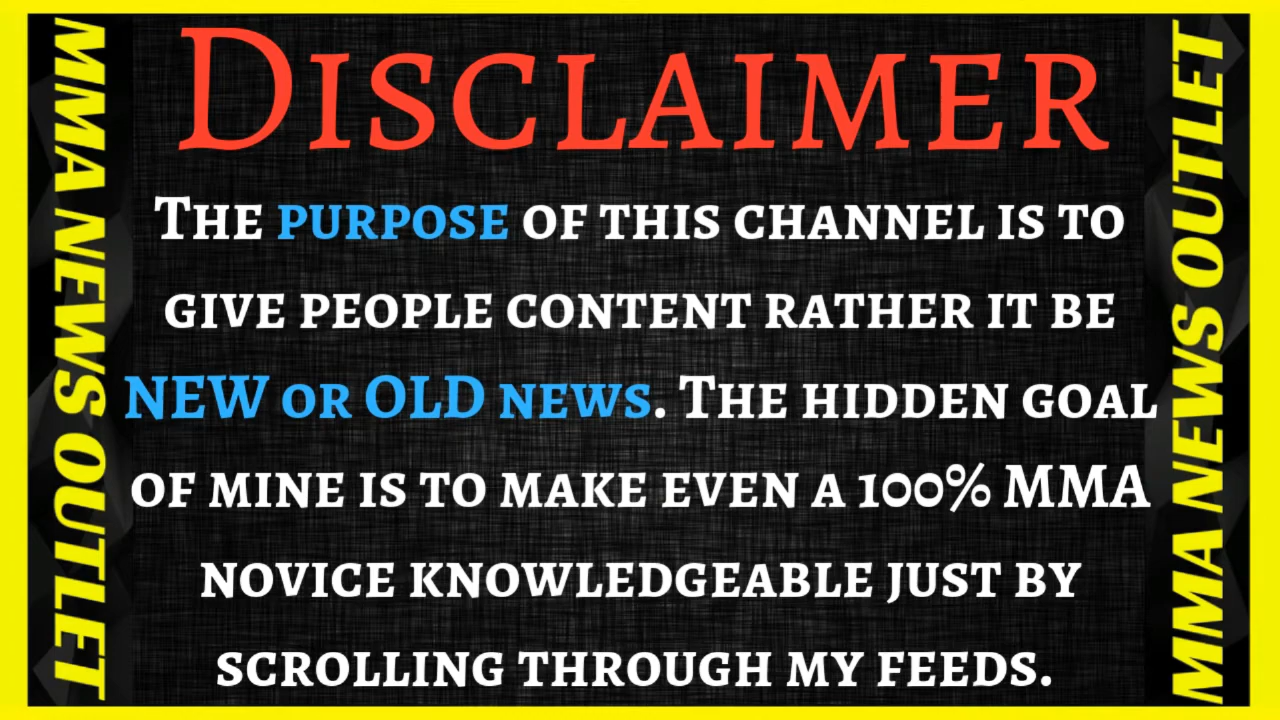 MMA NEWS OUTLET
Disclaimer
The purpose of this channel is to
give people content rather it be
NEW or OLD news. The hidden goal
of mine is to make even a 100% MMA
novice knowledgeable just by
scrolling through my feeds.
MMA NEWS OUTLET